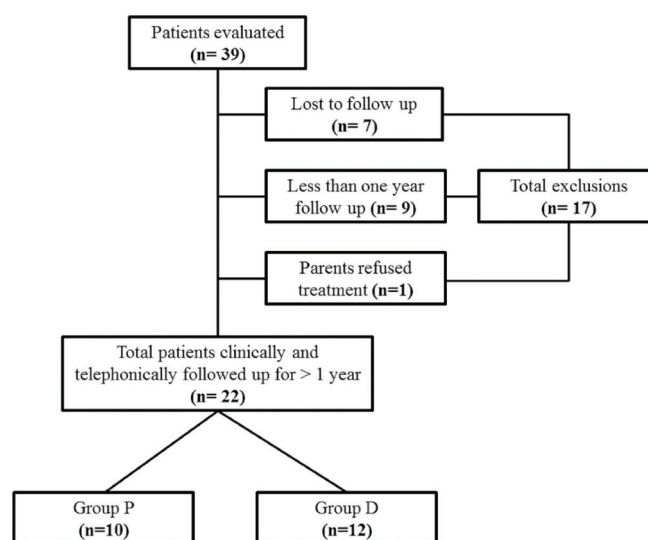 Patients evaluated
(n= 39)
Lost to follow up
(n= 7)
Less than one year
follow up (n= 9)
Total exclusions
(n= 17)
Parents refused
treatment (n=1)
Total patients clinically and
telephonically followed up for > 1 year
(n= 22)
Group P
(n=10)
Group D
(n=12)